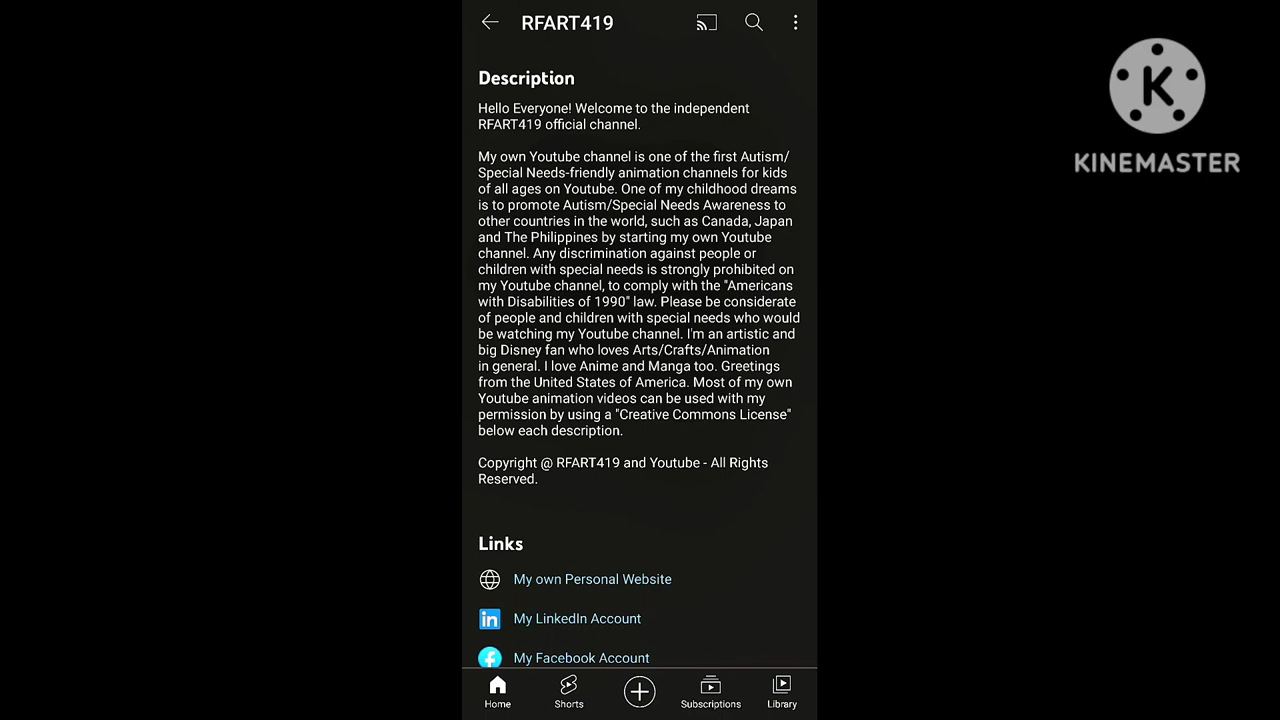 RFART419
Description
Hello Everyone! Welcome to the independent
RFART419 official channel.
My own Youtube channel is one of the first Autism/
Special Needs-friendly animation channels for kids
of all ages on Youtube. One of my childhood dreams
is to promote Autism/Special Needs Awareness to
other countries in the world, such as Canada, Japan
and The Philippines by starting my own Youtube
channel. Any discrimination against people or
children with special needs is strongly prohibited on
my Youtube channel, to comply with the "Americans
with Disabilities of 1990" law. Please be considerate
of people and children with special needs who would
be watching my Youtube channel. I'm an artistic and
big Disney fan who loves Arts/Crafts/Animation
in general. I love Anime and Manga too. Greetings
from the United States of America. Most of my own
Youtube animation videos can be used with my
permission by using a "Creative Commons License"
below each description.
Copyright @ RFART419 and Youtube - All Rights
Reserved.
Links
My own Personal Website
in My LinkedIn Account
f My Facebook Account
Home Shorts Subscriptions Library
K
KINEMASTER